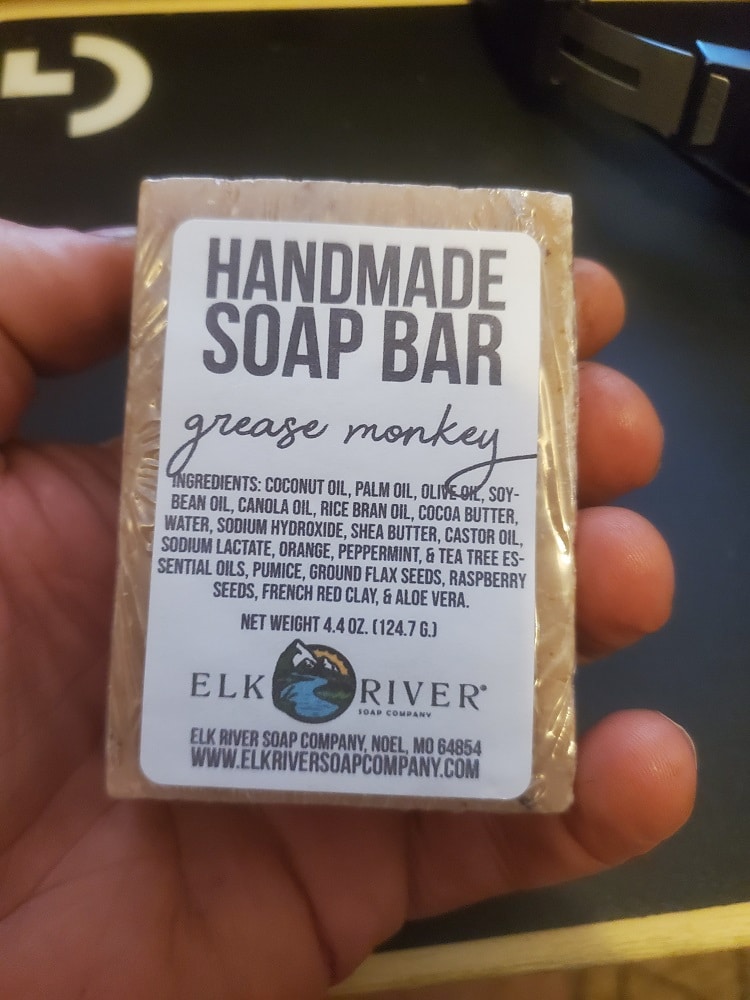 HANDMADE
SOAP BAR
grease monkey
INGREDIENTS: COCONUT OIL, PALM OIL, OLIVE OIL, SOY-
BEAN OIL, CANOLA OIL, RICE BRAN OIL, COCOA BUTTER,
WATER, SODIUM HYDROXIDE, SHEA BUTTER, CASTOR OIL,
SODIUM LACTATE, ORANGE, PEPPERMINT, & TEA TREE ES-
SENTIAL OILS, PUMICE, GROUND FLAX SEEDS, RASPBERRY
SEEDS, FRENCH RED CLAY, & ALOE VERA.
NET WEIGHT 4.4 OZ. (124.7 G.)
ELK RIVER®
SOAP COMPANY
ELK RIVER SOAP COMPANY, NOEL, MO 64854
WWW.ELKRIVERSOAPCOMPANY.COM